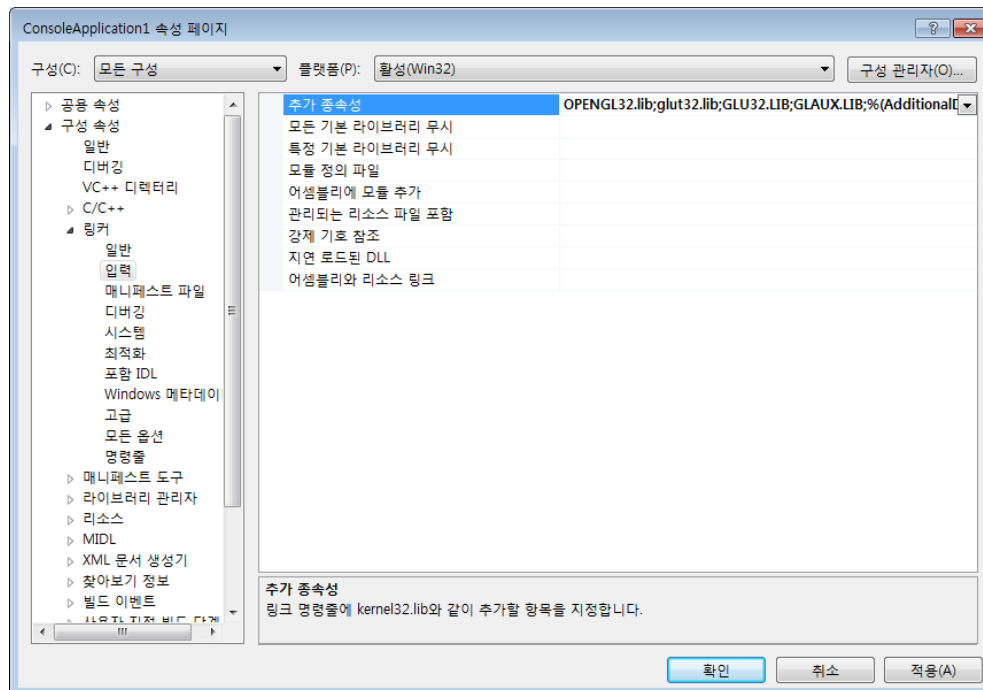 ConsoleApplication1 속성 페이지
구성(C): 모든 구성 플랫폼(P): 활성(Win32) 구성 관리자(O)...
공용 속성
구성 속성
일반
디버깅
VC++ 디렉터리
C/C++
링커
일반
입력
매니페스트 파일
디버깅
시스템
최적화
포함 IDL
Windows 메타데이
고급
모든 옵션
명령줄
매니페스트 도구
라이브러리 관리자
리소스
MIDL
XML 문서 생성기
찾아보기 정보
빌드 이벤트
사용자 지정 빌드 단계
추가 종속성 OPENGL32.lib;glut32.lib;GLU32.LIB;GLAUX.LIB;%(Additional
모든 기본 라이브러리 무시
특정 기본 라이브러리 무시
모듈 정의 파일
어셈블리에 모듈 추가
관리되는 리소스 파일 포함
강제 기호 참조
지연 로드된 DLL
어셈블리와 리소스 링크
추가 종속성
링크 명령줄에 kernel32.lib와 같이 추가할 항목을 지정합니다.
확인 취소 적용(A)